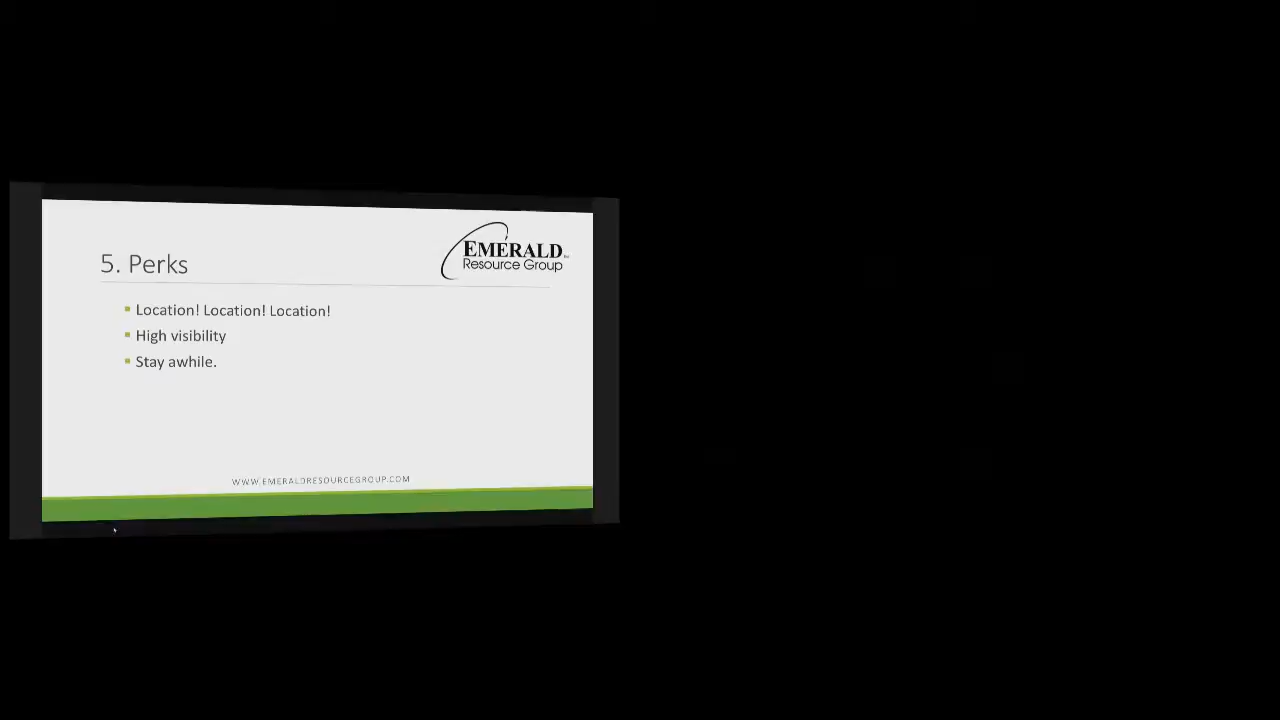 EMERALD
Resource Group
5. Perks
Location! Location! Location!
High visibility
Stay awhile.
WWW.EMERALDRESOURCEGROUP.COM